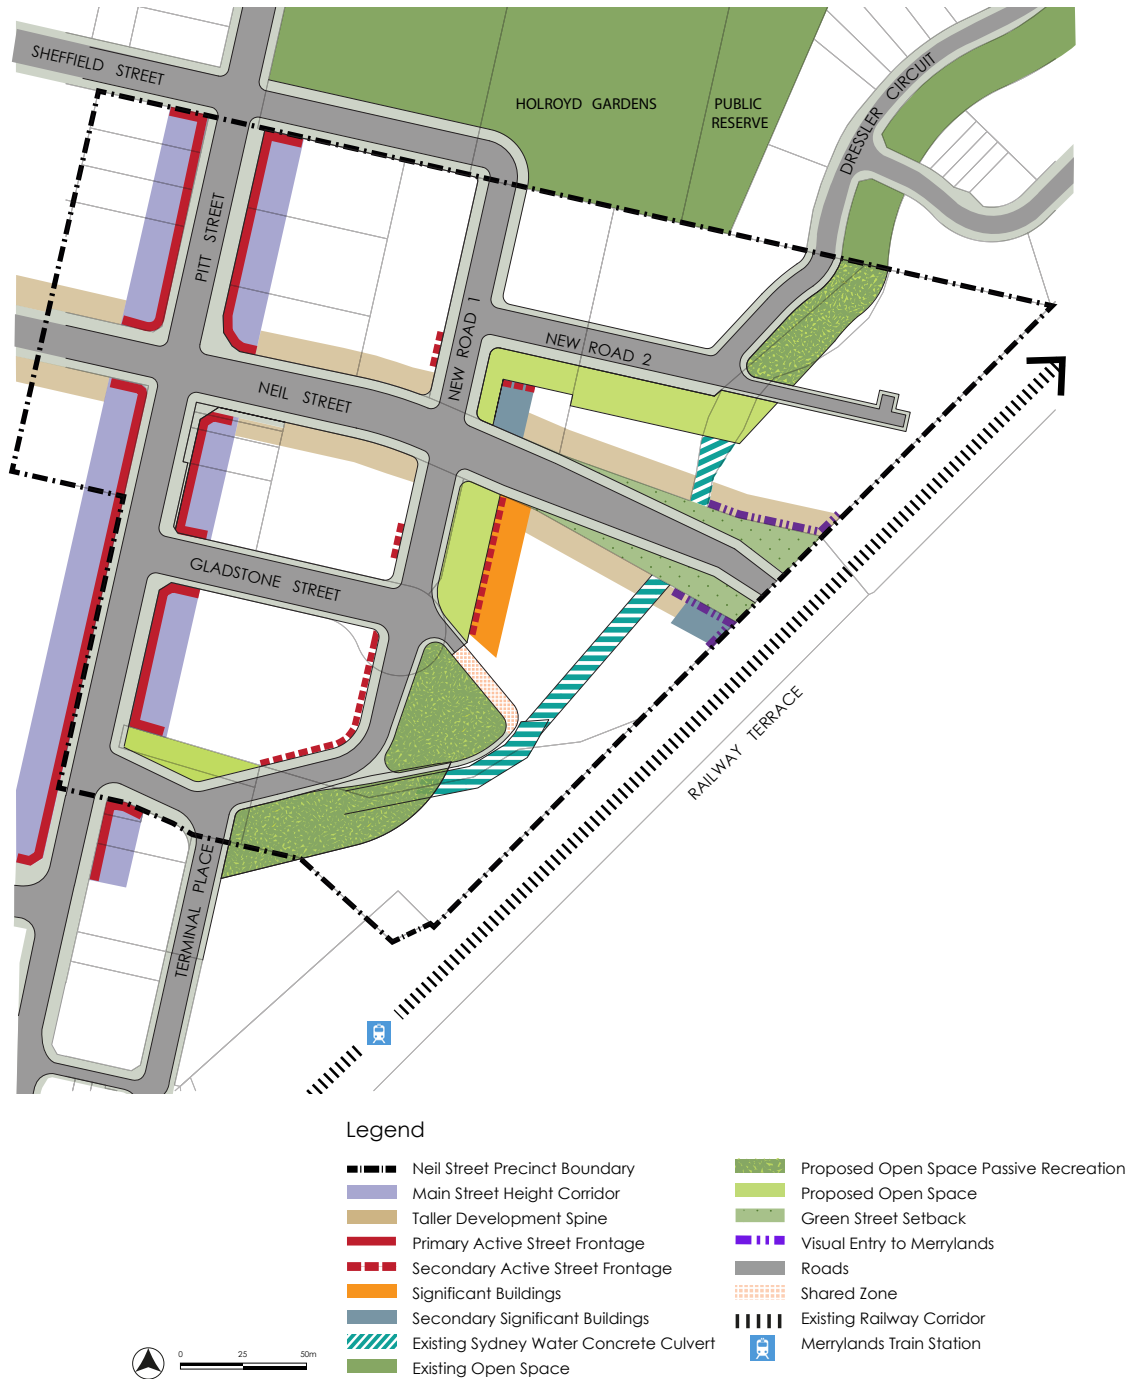 SHEFFIELD STREET
HOLROYD GARDENS
PUBLIC
RESERVE
DRESSLER CIRCUIT
PITT STREET
NEW ROAD 1
NEW ROAD 2
NEIL STREET
GLADSTONE STREET
RAILWAY TERRACE
TERMINAL PLACE
Legend
Neil Street Precinct Boundary
Main Street Height Corridor
Taller Development Spine
Primary Active Street Frontage
Secondary Active Street Frontage
Significant Buildings
Secondary Significant Buildings
Existing Sydney Water Concrete Culvert
Existing Open Space
Proposed Open Space Passive Recreation
Proposed Open Space
Green Street Setback
Visual Entry to Merrylands
Roads
Shared Zone
Existing Railway Corridor
Merrylands Train Station
0 25 50m